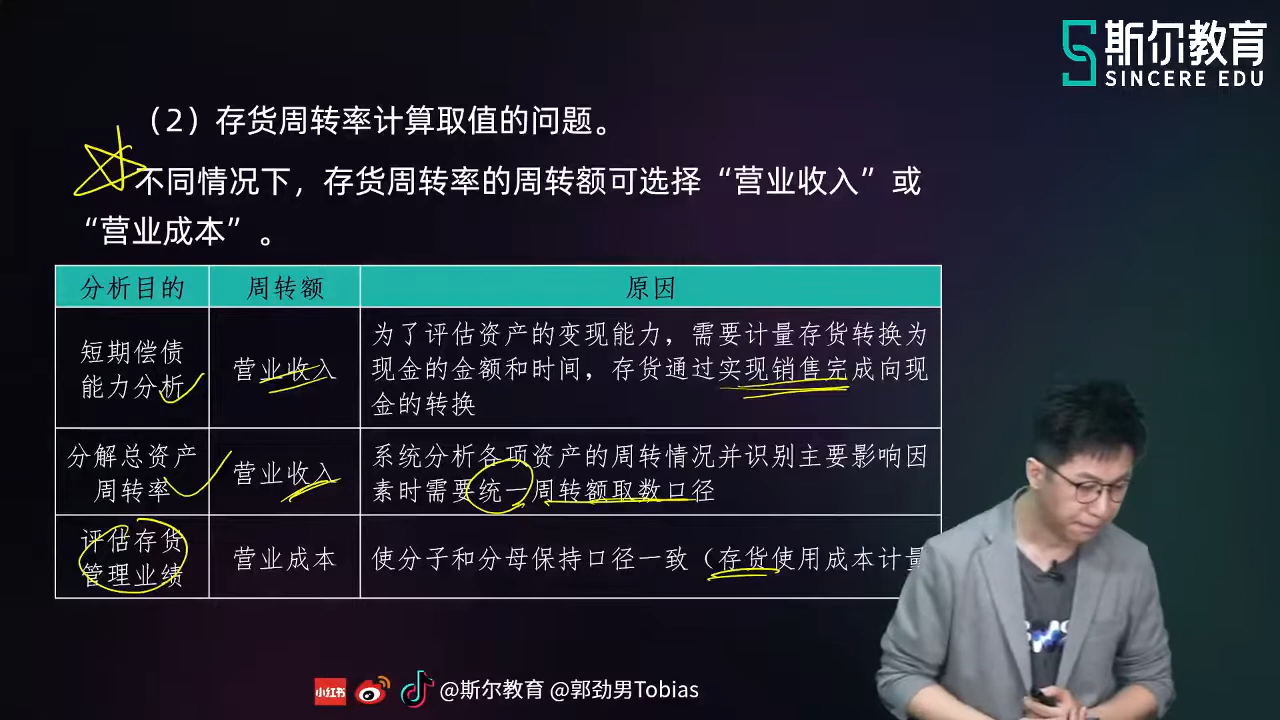 斯尔教育
SINCERE EDU
（2）存货周转率计算取值的问题。
不同情况下，存货周转率的周转额可选择“营业收入”或
“营业成本”。
分析目的 周转额 原因
短期偿债
能力分析
营业收入
为了评估资产的变现能力，需要计量存货转换为
现金的金额和时间，存货通过实现销售完成向现
金的转换
分解总资产
周转率
营业收入
系统分析各项资产的周转情况并识别主要影响因
素时需要统一周转额取数口径
评估存货
管理业绩
营业成本
使分子和分母保持口径一致（存货使用成本计量
小红书 @斯尔教育 @郭劲男Tobias